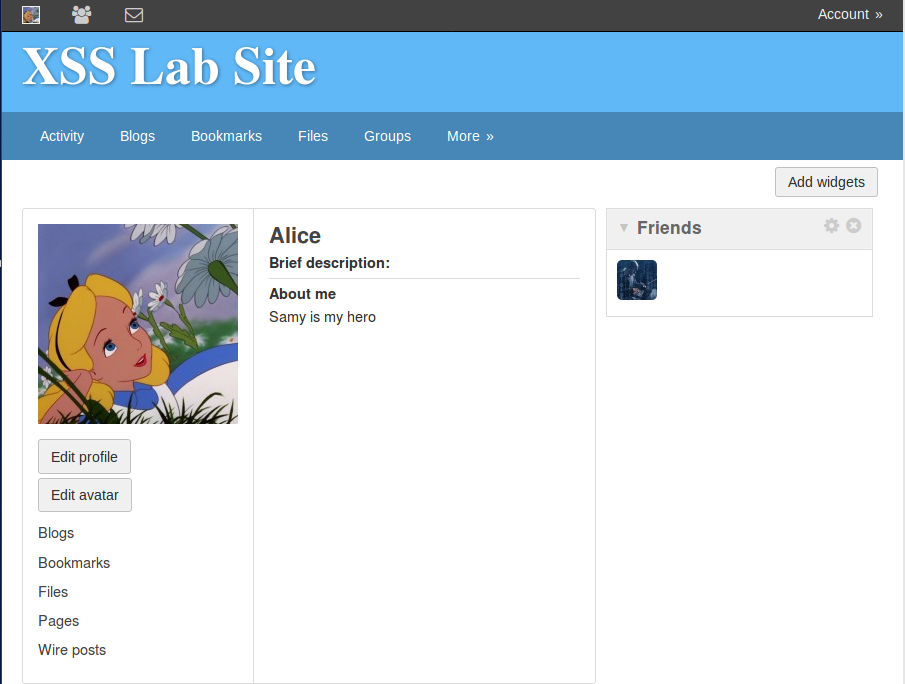 Account »
XSS Lab Site
Activity Blogs Bookmarks Files Groups More »
Add widgets
Alice
Brief description:
About me
Samy is my hero
Edit profile
Edit avatar
Blogs
Bookmarks
Files
Pages
Wire posts
Friends